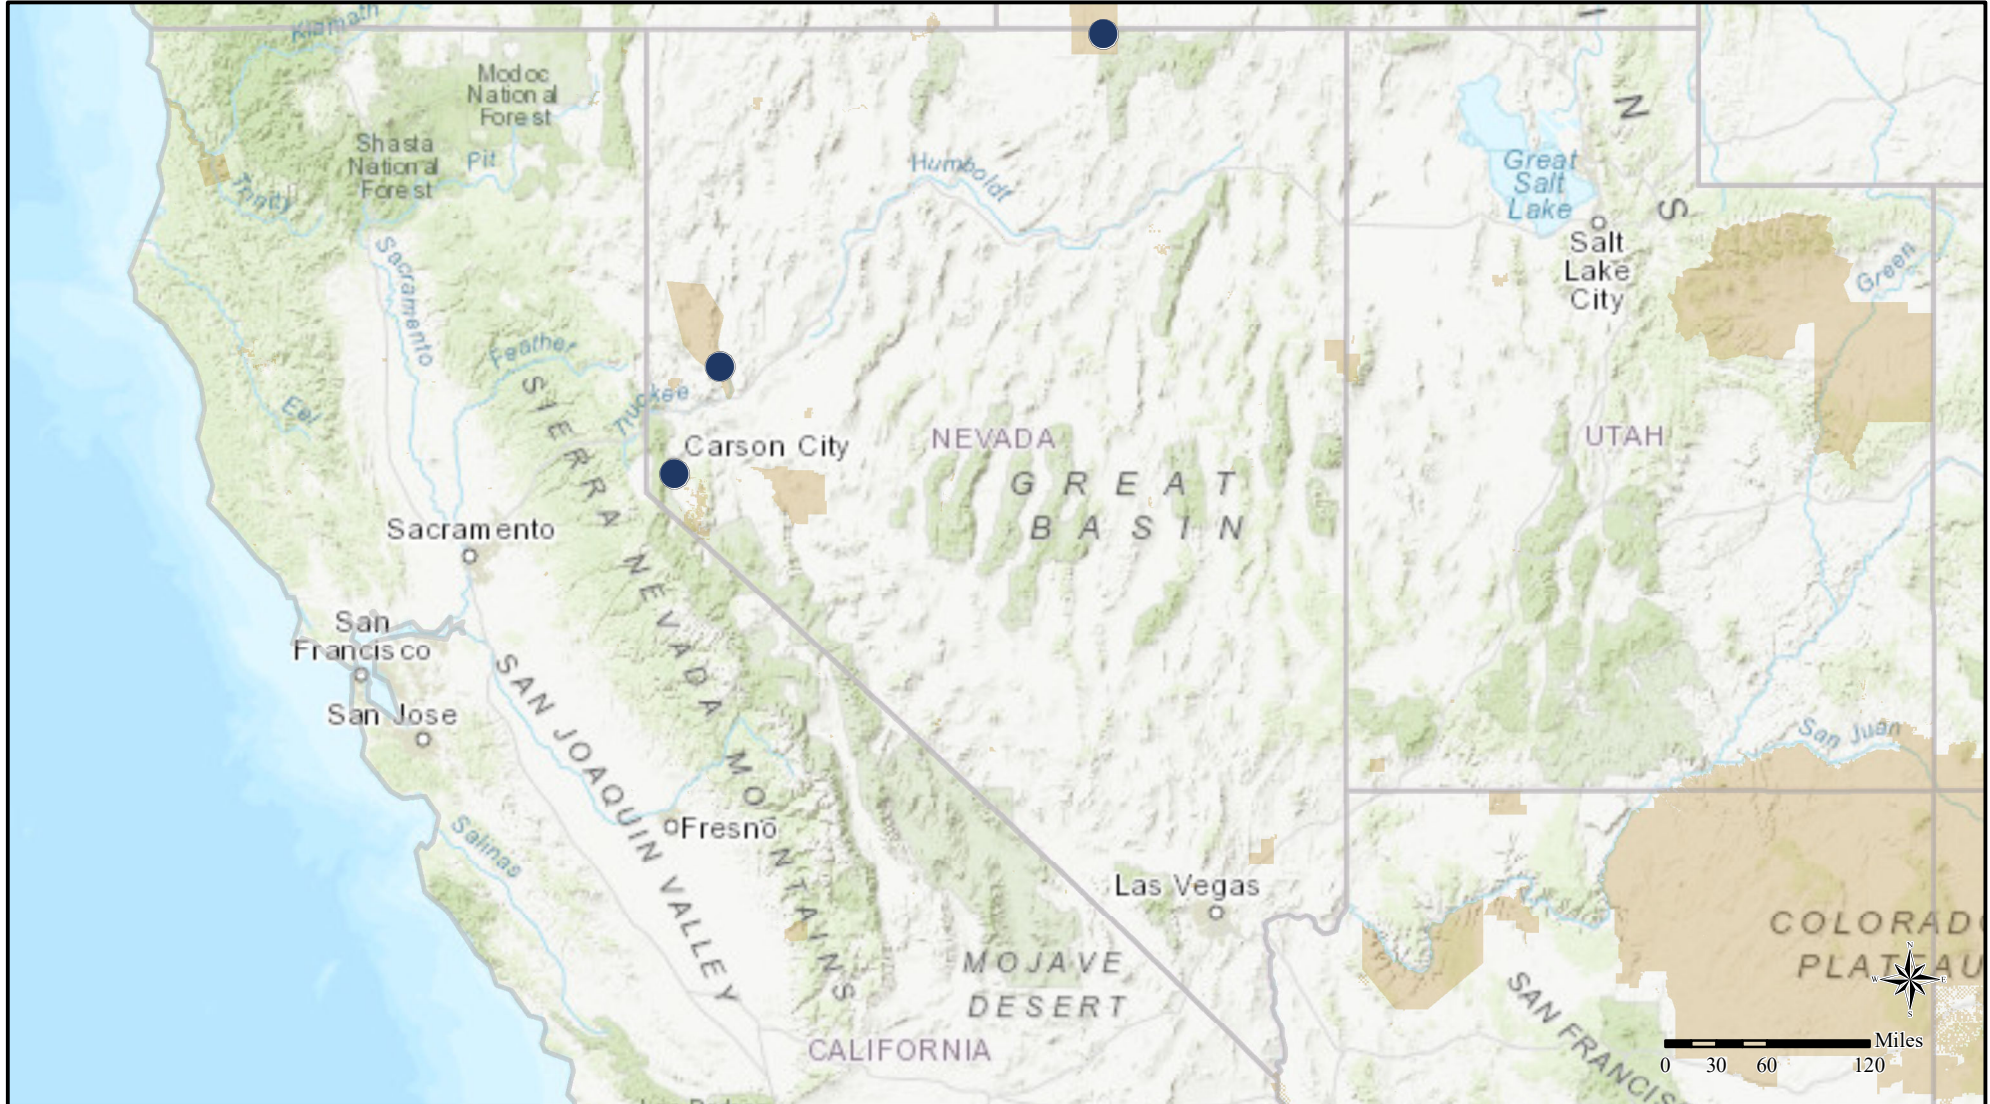 Klamath
Modoc
National
Forest
Shasta
National
Forest
Pit
Trinity
Humboldt
Great
Salt
Lake
N
S
Salt
Lake
City
Green
Sacramento
Feather
Eel
Truckee
Carson City
NEVADA
UTAH
GREAT
BASIN
Sacramento
SIERRA NEVADA MOUNTAINS
San
Francisco
San Jose
SAN JOAQUIN VALLEY
Fresno
Salinas
San Juan
Las Vegas
MOJAVE
DESERT
CALIFORNIA
COLORADO
PLATEAU
SAN FRANCIS
N
W
E
S
Miles
0 30 60 120